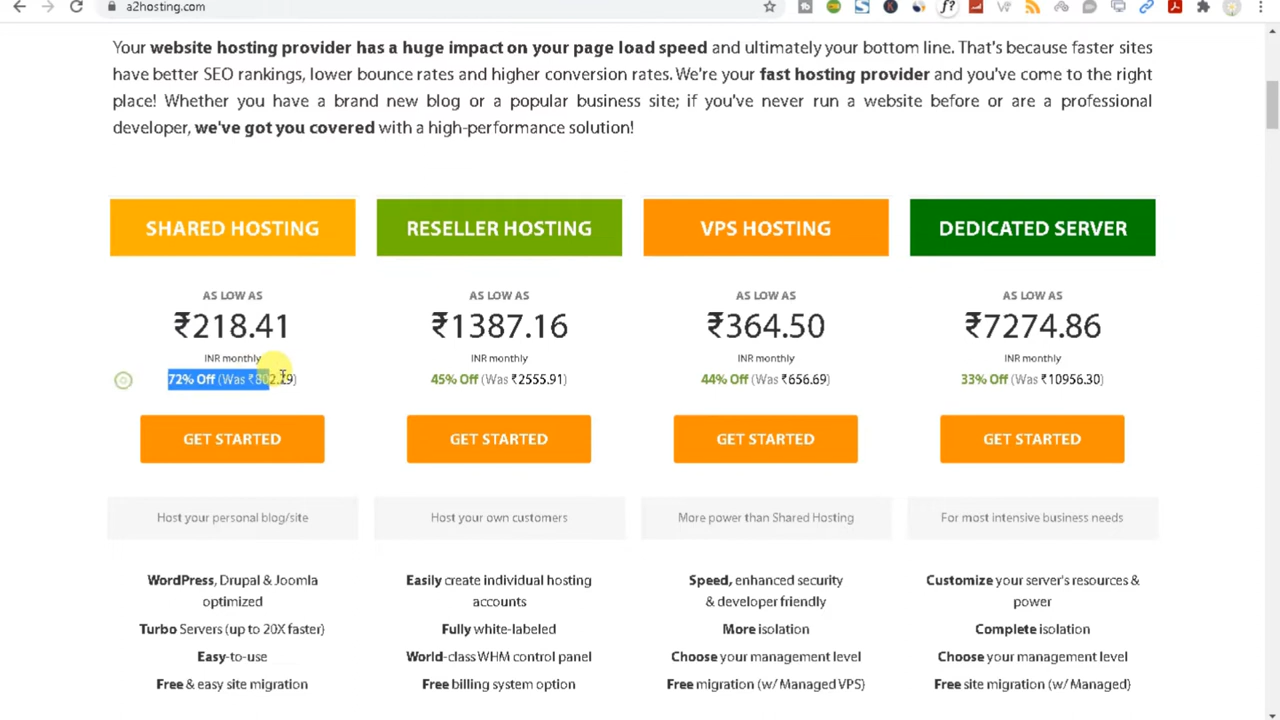 a2hosting.com
Your website hosting provider has a huge impact on your page load speed and ultimately your bottom line. That's because faster sites
have better SEO rankings, lower bounce rates and higher conversion rates. We're your fast hosting provider and you've come to the right
place! Whether you have a brand new blog or a popular business site; if you've never run a website before or are a professional
developer, we've got you covered with a high-performance solution!
SHARED HOSTING
AS LOW AS
₹218.41
INR monthly
72% Off (Was ₹802.29)
GET STARTED
Host your personal blog/site
WordPress, Drupal & Joomla
optimized
Turbo Servers (up to 20X faster)
Easy-to-use
Free & easy site migration
RESELLER HOSTING
AS LOW AS
₹1387.16
INR monthly
45% Off (Was ₹2555.91)
GET STARTED
Host your own customers
Easily create individual hosting
accounts
Fully white-labeled
World-class WHM control panel
Free billing system option
VPS HOSTING
AS LOW AS
₹364.50
INR monthly
44% Off (Was ₹656.69)
GET STARTED
More power than Shared Hosting
Speed, enhanced security
& developer friendly
More isolation
Choose your management level
Free migration (w/ Managed VPS)
DEDICATED SERVER
AS LOW AS
₹7274.86
INR monthly
33% Off (Was ₹10956.30)
GET STARTED
For most intensive business needs
Customize your server's resources &
power
Complete isolation
Choose your management level
Free site migration (w/ Managed)